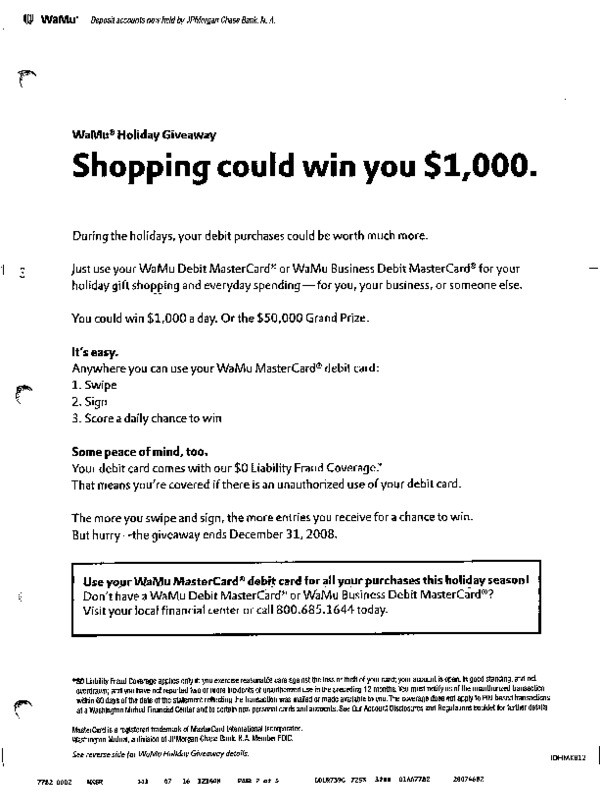 WaMu® Deposit accounts now held by JPMorgan Chase Bank, N.A.
WaMu® Holiday Giveaway
Shopping could win you $1,000.
During the holidays, your debit purchases could be worth much more.
Just use your WaMu Debit MasterCard® or WaMu Business Debit MasterCard® for your
holiday gift shopping and everyday spending—for you, your business, or someone else.
You could win $1,000 a day. Or the $50,000 Grand Prize.
It's easy.
Anywhere you can use your WaMu MasterCard® debit card:
1. Swipe
2. Sign
3. Score a daily chance to win
Some peace of mind, too.
Your debit card comes with our $0 Liability Fraud Coverage.*
That means you're covered if there is an unauthorized use of your debit card.
The more you swipe and sign, the more entries you receive for a chance to win.
But hurry--the giveaway ends December 31, 2008.
Use your WaMu MasterCard® debit card for all your purchases this holiday season!
Don't have a WaMu Debit MasterCard® or WaMu Business Debit MasterCard®?
Visit your local financial center or call 800.685.1644 today.
*$0 Liability Fraud Coverage applies only if: you exercise reasonable care against the loss or theft of your card; your account is open, in good standing, and not
overdrawn; and you have not reported two or more incidents of unauthorized use in the preceding 12 months. You must notify us of the unauthorized transaction
within 60 days of the date of the statement reflecting the transaction was mailed or made available to you. The coverage does not apply to PIN based transactions
at a Washington Mutual Financial Center and to certain non-personal cards and accounts. See Our Account Disclosures and Regulations booklet for further details.
MasterCard is a registered trademark of MasterCard International Incorporated.
Washington Mutual, a division of JPMorgan Chase Bank, N.A. Member FDIC.
See reverse side for WaMu Holiday Giveaway details.
IDHMX812
7782 0002 07 16 PAGE 2 of 5 20074682